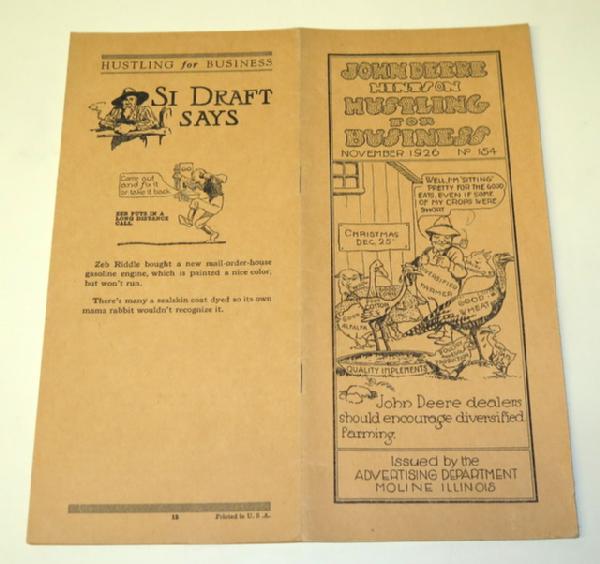 HUSTLING for BUSINESS
SI DRAFT
SAYS
Come out
and fix it
or take it back
ZEB PUTS IN A
LONG DISTANCE
CALL
Zeb Riddle bought a new mail-order-house
gasoline engine, which is painted a nice color,
but won't run.
There's many a sealskin coat dyed so its own
mama rabbit wouldn't recognize it.
Printed in U. S. A.
JOHN DEERE
HINTS ON
HUSTLING
FOR
BUSINESS
NOVEMBER 1926 No 154
WELL, I'M "SITTING"
PRETTY FOR THE GOOD
EATS, EVEN IF SOME
OF MY CROPS WERE
SHORT
CHRISTMAS
DEC. 25
DIVERSIFIED
FARMER
GOOD
WHEAT
ALFALFA
QUALITY IMPLEMENTS
John Deere dealers
should encourage diversified
farming.
Issued by the
ADVERTISING DEPARTMENT
MOLINE ILLINOIS